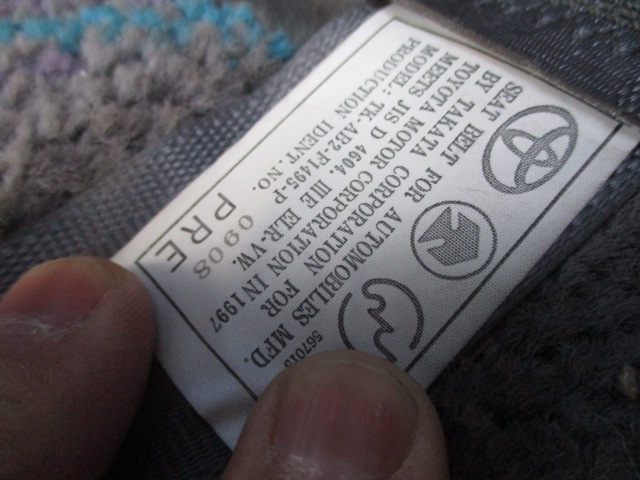 SEAT BELT FOR AUTOMOBILES MFD.
BY TAKATA CORPORATION FOR
TOYOTA MOTOR CORPORATION IN 1997
MEETS JIS D 4604, IIIE ELR-VW.
MODEL: TK-AB2-F1495-P
PRODUCTION IDENT. NO. 0908
PRE